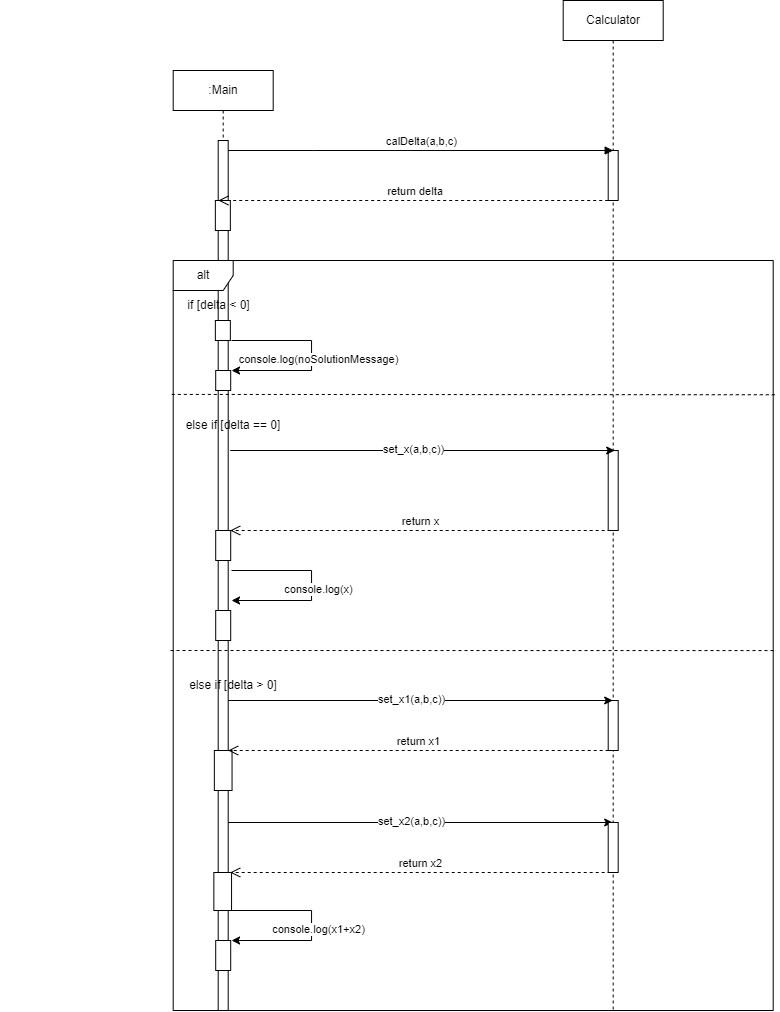 Calculator
:Main
calDelta(a,b,c)
return delta
alt
if [delta < 0]
console.log(noSolutionMessage)
else if [delta == 0]
set_x(a,b,c))
return x
console.log(x)
else if [delta > 0]
set_x1(a,b,c))
return x1
set_x2(a,b,c))
return x2
console.log(x1+x2)